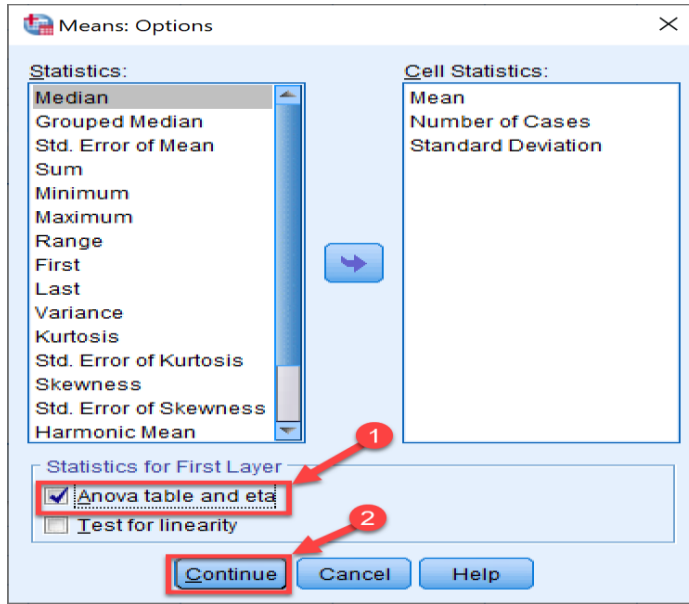 Means: Options
Statistics:
Median
Grouped Median
Std. Error of Mean
Sum
Minimum
Maximum
Range
First
Last
Variance
Kurtosis
Std. Error of Kurtosis
Skewness
Std. Error of Skewness
Harmonic Mean
Cell Statistics:
Mean
Number of Cases
Standard Deviation
1
Statistics for First Layer
Anova table and eta
Test for linearity
2
Continue Cancel Help